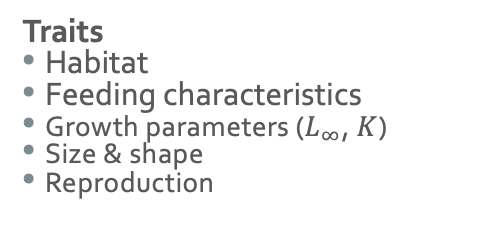 Traits
• Habitat
• Feeding characteristics
• Growth parameters (L∞, K)
• Size & shape
• Reproduction